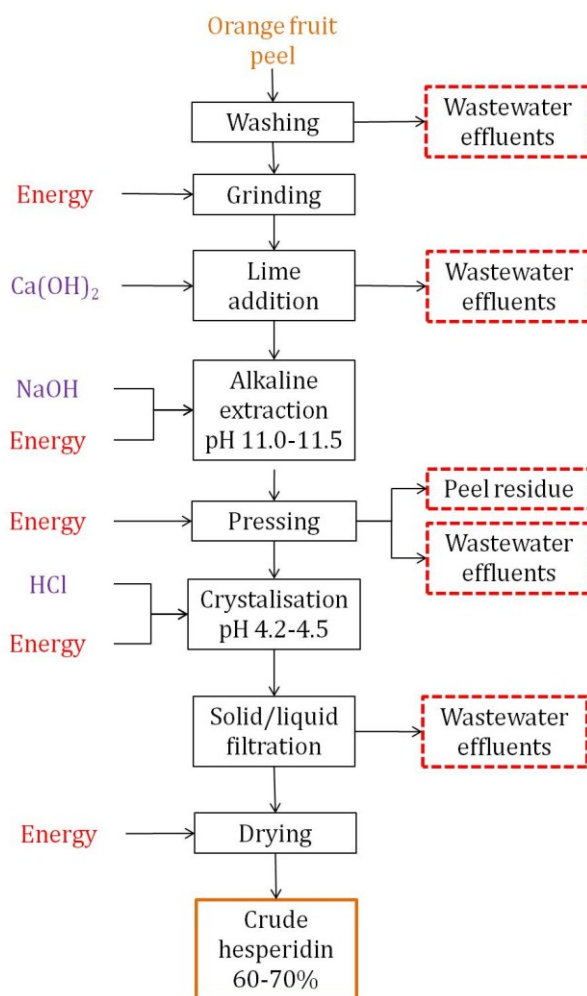 Orange fruit
peel
Washing
Wastewater
effluents
Energy
Grinding
Ca(OH)₂
Lime
addition
Wastewater
effluents
NaOH
Energy
Alkaline
extraction
pH 11.0-11.5
Energy
Pressing
Peel residue
Wastewater
effluents
HCl
Energy
Crystalisation
pH 4.2-4.5
Solid/liquid
filtration
Wastewater
effluents
Energy
Drying
Crude
hesperidin
60-70%